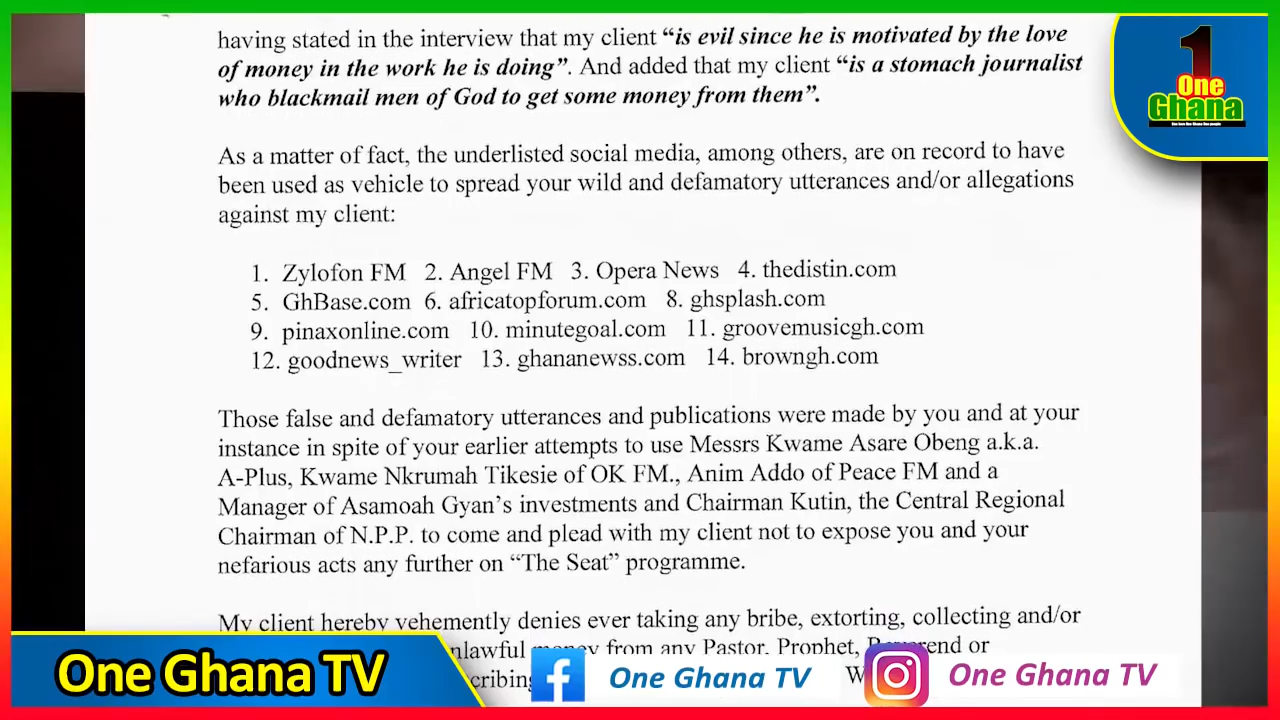 having stated in the interview that my client “is evil since he is motivated by the love
of money in the work he is doing”. And added that my client “is a stomach journalist
who blackmail men of God to get some money from them”.
1
One
Ghana
As a matter of fact, the underlisted social media, among others, are on record to have
been used as vehicle to spread your wild and defamatory utterances and/or allegations
against my client:
1. Zylofon FM 2. Angel FM 3. Opera News 4. thedistin.com
5. GhBase.com 6. africatopforum.com 8. ghsplash.com
9. pinaxonline.com 10. minutegoal.com 11. groovemusicgh.com
12. goodnews_writer 13. ghananewss.com 14. browngh.com
Those false and defamatory utterances and publications were made by you and at your
instance in spite of your earlier attempts to use Messrs Kwame Asare Obeng a.k.a.
A-Plus, Kwame Nkrumah Tikesie of OK FM., Anim Addo of Peace FM and a
Manager of Asamoah Gyan’s investments and Chairman Kutin, the Central Regional
Chairman of N.P.P. to come and plead with my client not to expose you and your
nefarious acts any further on “The Seat” programme.
My client hereby vehemently denies ever taking any bribe, extorting, collecting and/or
money from any Pastor, Prophet, Reverend or
One Ghana TV
One Ghana TV
One Ghana TV